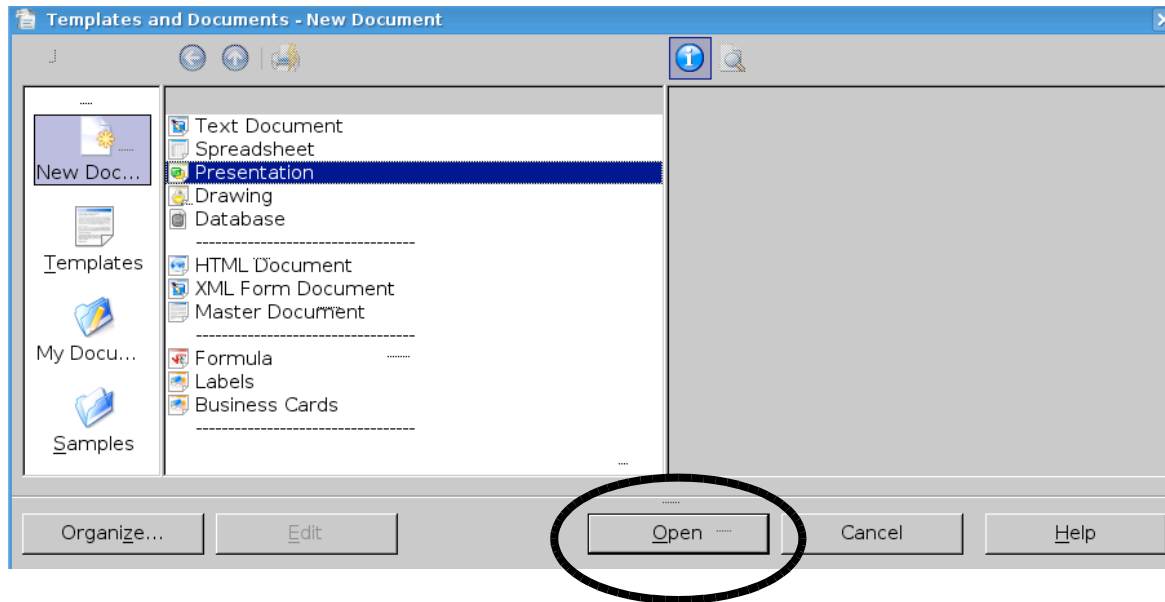 Templates and Documents - New Document
New Doc...
Templates
My Docu...
Samples
Text Document
Spreadsheet
Presentation
Drawing
Database
----------------------------------
HTML Document
XML Form Document
Master Document
----------------------------------
Formula
Labels
Business Cards
----------------------------------
Organize...
Edit
Open
Cancel
Help